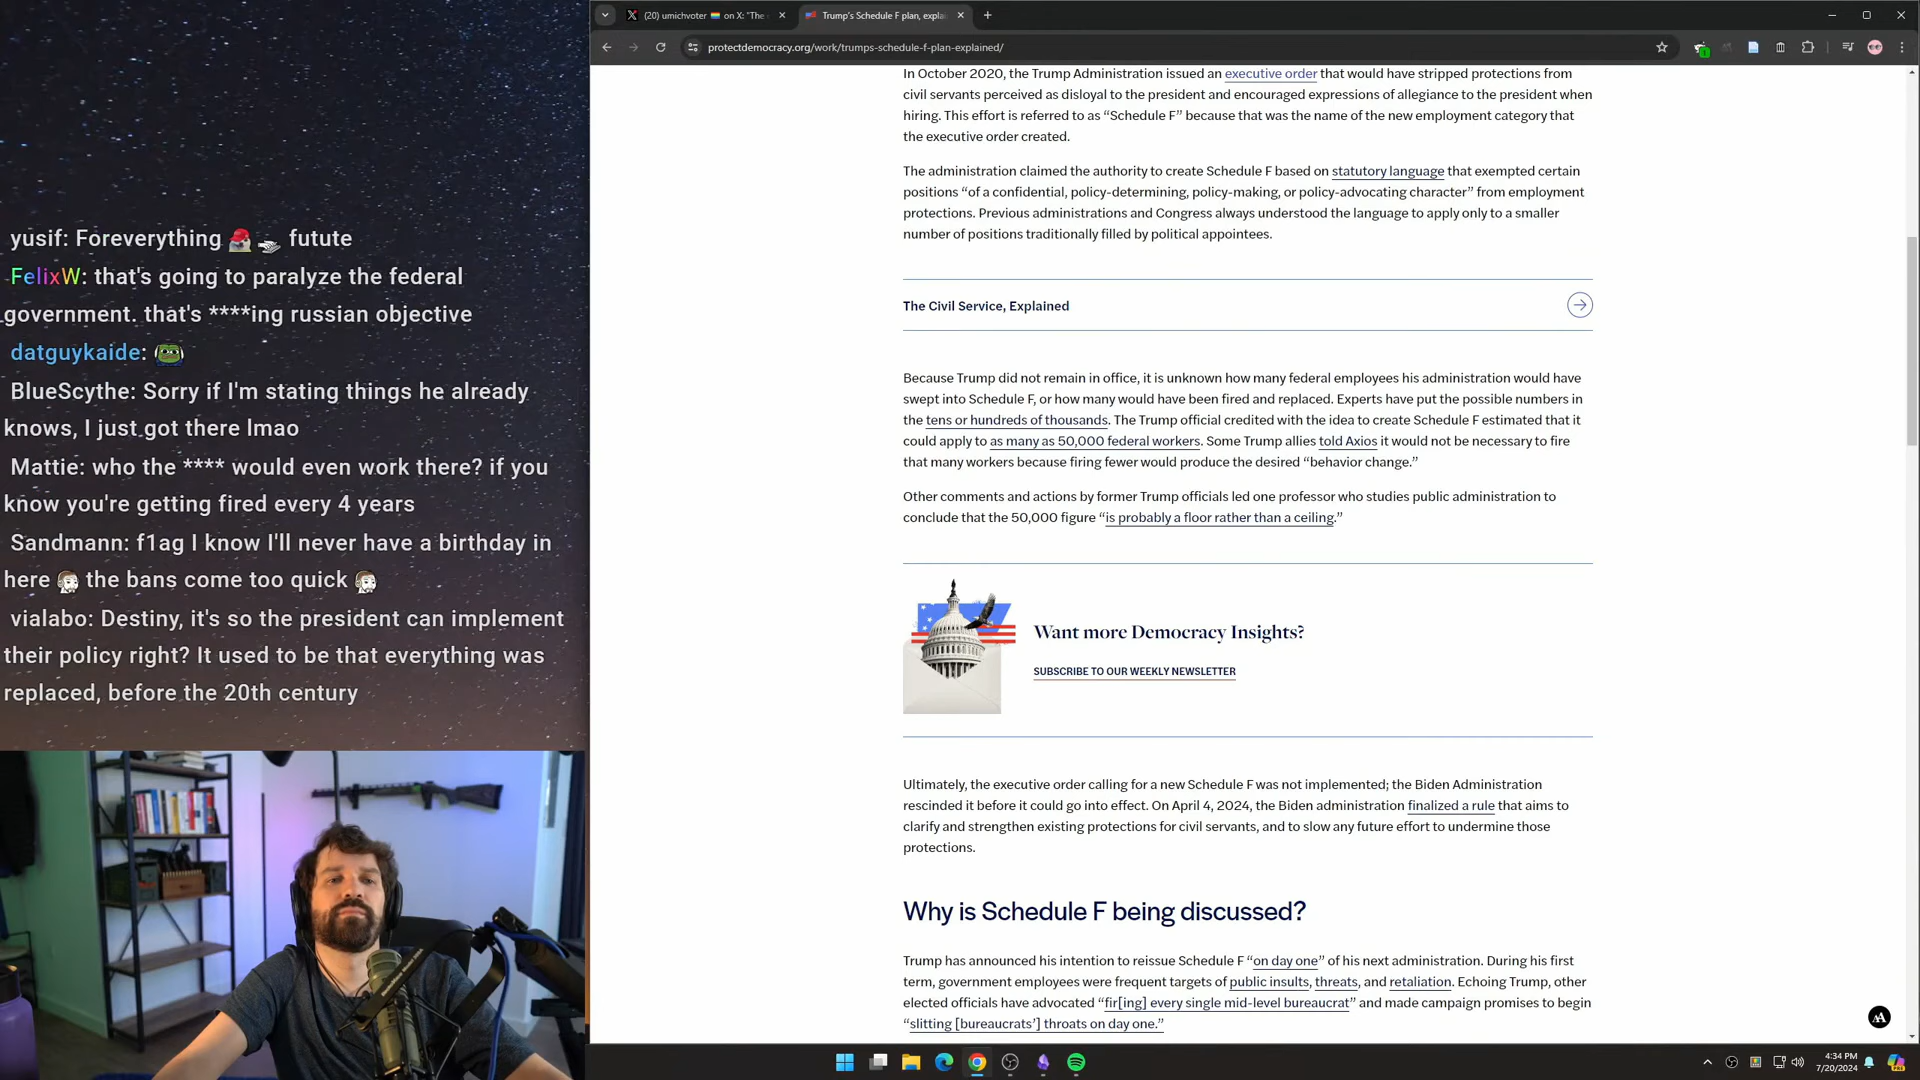 (20) umichvoter 🏳️‍🌈 on X: "The
Trump's Schedule F plan, expla
protectdemocracy.org/work/trumps-schedule-f-plan-explained/
yusif: Foreverything futute
FelixW: that's going to paralyze the federal
government. that's ****ing russian objective
datguykaide:
BlueScythe: Sorry if I'm stating things he already
knows, I just got there lmao
Mattie: who the **** would even work there? if you
know you're getting fired every 4 years
Sandmann: f1ag I know I'll never have a birthday in
here the bans come too quick
vialabo: Destiny, it's so the president can implement
their policy right? It used to be that everything was
replaced, before the 20th century
In October 2020, the Trump Administration issued an executive order that would have stripped protections from
civil servants perceived as disloyal to the president and encouraged expressions of allegiance to the president when
hiring. This effort is referred to as “Schedule F” because that was the name of the new employment category that
the executive order created.
The administration claimed the authority to create Schedule F based on statutory language that exempted certain
positions “of a confidential, policy-determining, policy-making, or policy-advocating character” from employment
protections. Previous administrations and Congress always understood the language to apply only to a smaller
number of positions traditionally filled by political appointees.
The Civil Service, Explained
Because Trump did not remain in office, it is unknown how many federal employees his administration would have
swept into Schedule F, or how many would have been fired and replaced. Experts have put the possible numbers in
the tens or hundreds of thousands. The Trump official credited with the idea to create Schedule F estimated that it
could apply to as many as 50,000 federal workers. Some Trump allies told Axios it would not be necessary to fire
that many workers because firing fewer would produce the desired “behavior change.”
Other comments and actions by former Trump officials led one professor who studies public administration to
conclude that the 50,000 figure “is probably a floor rather than a ceiling.”
Want more Democracy Insights?
SUBSCRIBE TO OUR WEEKLY NEWSLETTER
Ultimately, the executive order calling for a new Schedule F was not implemented; the Biden Administration
rescinded it before it could go into effect. On April 4, 2024, the Biden administration finalized a rule that aims to
clarify and strengthen existing protections for civil servants, and to slow any future effort to undermine those
protections.
Why is Schedule F being discussed?
Trump has announced his intention to reissue Schedule F “on day one” of his next administration. During his first
term, government employees were frequent targets of public insults, threats, and retaliation. Echoing Trump, other
elected officials have advocated “fir[ing] every single mid-level bureaucrat” and made campaign promises to begin
“slitting [bureaucrats’] throats on day one.”
4:34 PM
7/20/2024